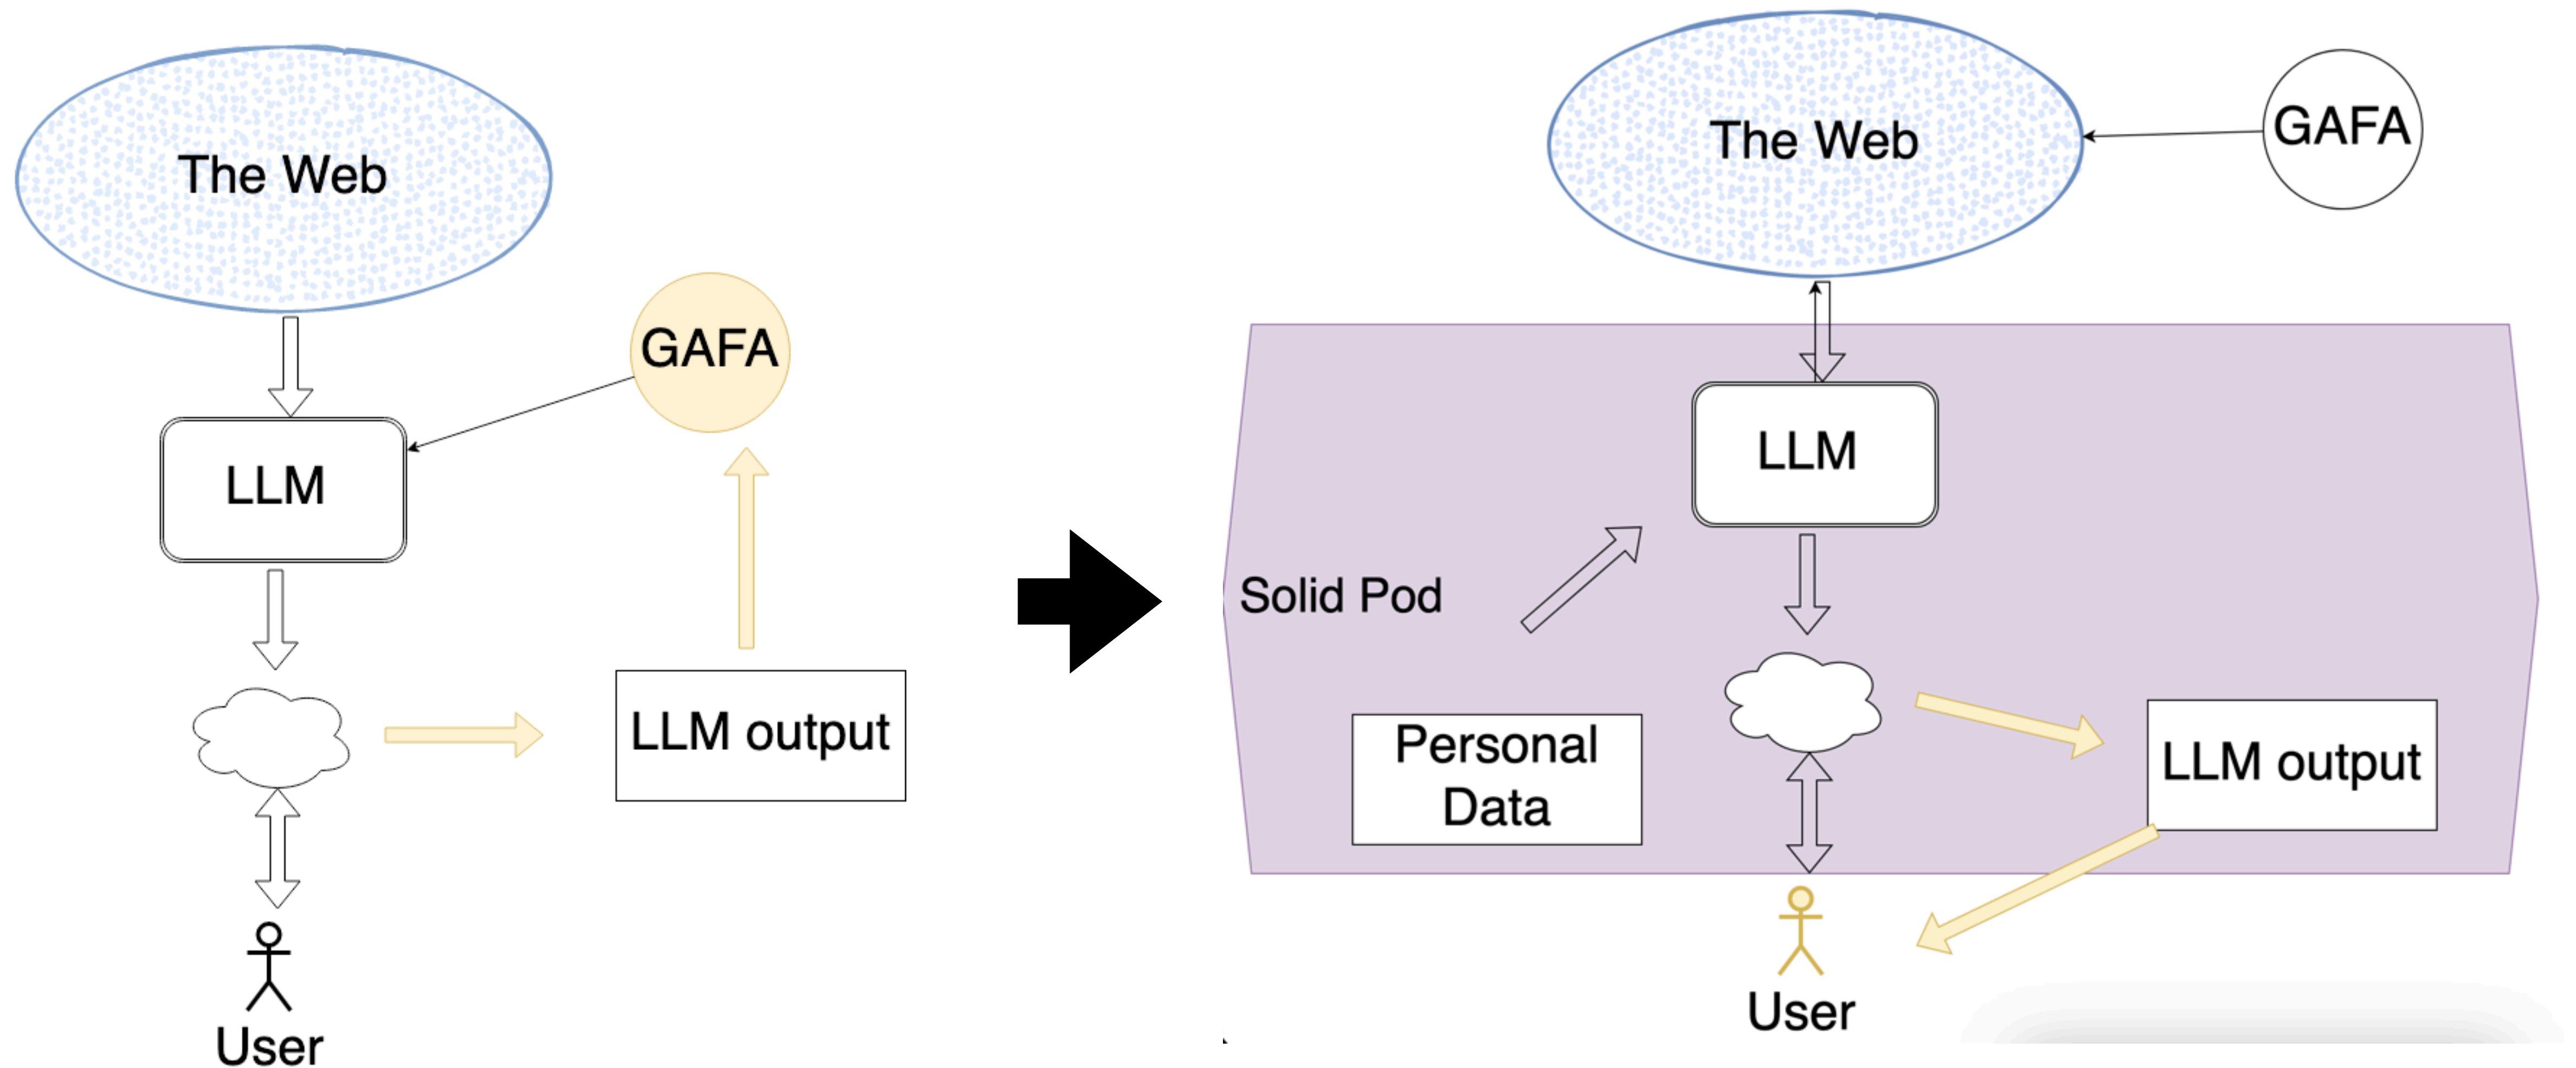 The Web
GAFA
LLM
LLM output
User
The Web
GAFA
LLM
Solid Pod
Personal
Data
LLM output
User